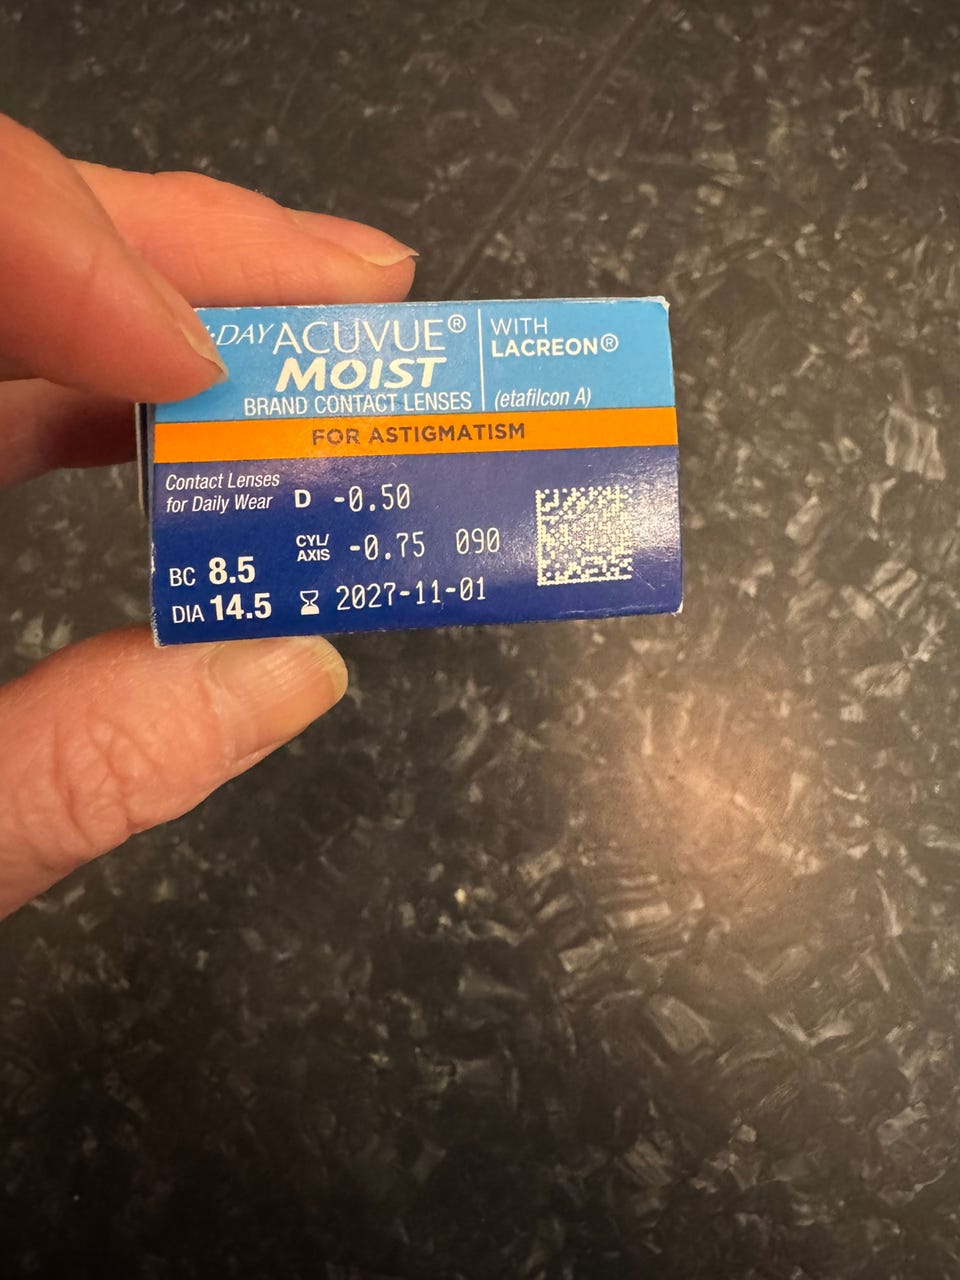 -DAY ACUVUE®
MOIST
BRAND CONTACT LENSES
WITH
LACREON®
(etafilcon A)
FOR ASTIGMATISM
Contact Lenses
for Daily Wear
D -0.50
CYL/
AXIS -0.75 090
BC 8.5
DIA 14.5
2027-11-01